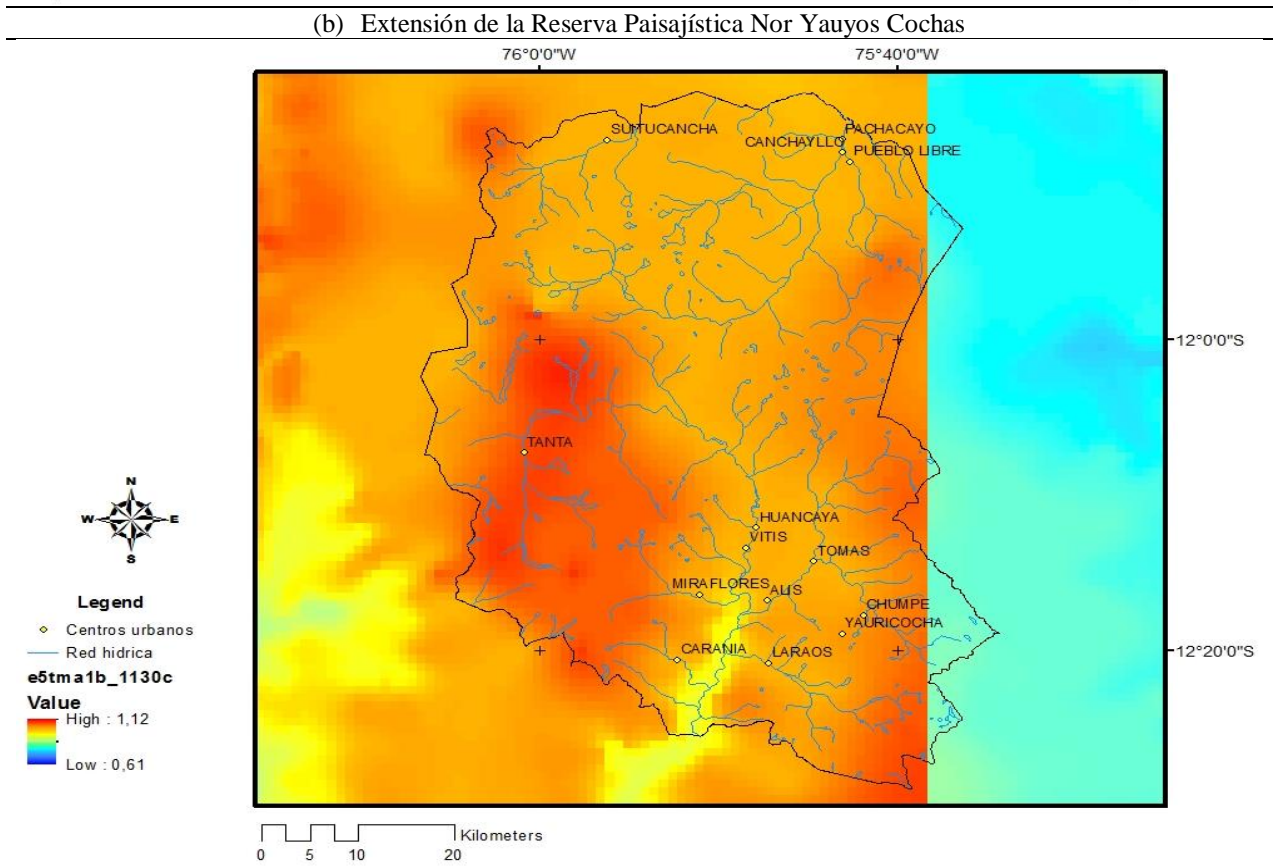 (b) Extensión de la Reserva Paisajística Nor Yauyos Cochas
76°0'0"W
75°40'0"W
SUITUCANCHA
PACHACAYO
CANCHAYLLO
PUEBLO LIBRE
12°0'0"S
TANTA
HUANCAYA
VITIS
TOMAS
MIRAFLORES
ALIS
CHUMPE
YAURICOCHA
CARANIA
LARAOS
12°20'0"S
N
W
E
S
Legend
Centros urbanos
Red hidrica
e5tma1b_1130c
Value
High : 1,12
Low : 0,61
Kilometers
0 5 10 20